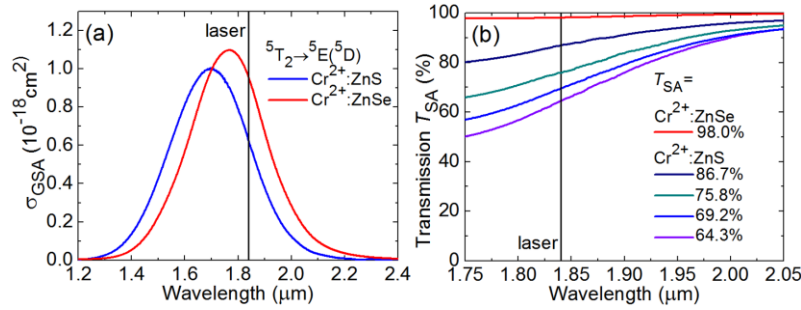 laser
(a)
⁵T₂→⁵E(⁵D)
Cr²⁺:ZnS
Cr²⁺:ZnSe
σGSA (10⁻¹⁸cm²)
0.0
0.2
0.4
0.6
0.8
1.0
1.2
1.2 1.4 1.6 1.8 2.0 2.2 2.4
Wavelength (μm)
(b)
TSA=
Cr²⁺:ZnSe
98.0%
Cr²⁺:ZnS
86.7%
75.8%
69.2%
64.3%
laser
Transmission TSA (%)
0
20
40
60
80
100
1.75 1.80 1.85 1.90 1.95 2.00 2.05
Wavelength (μm)